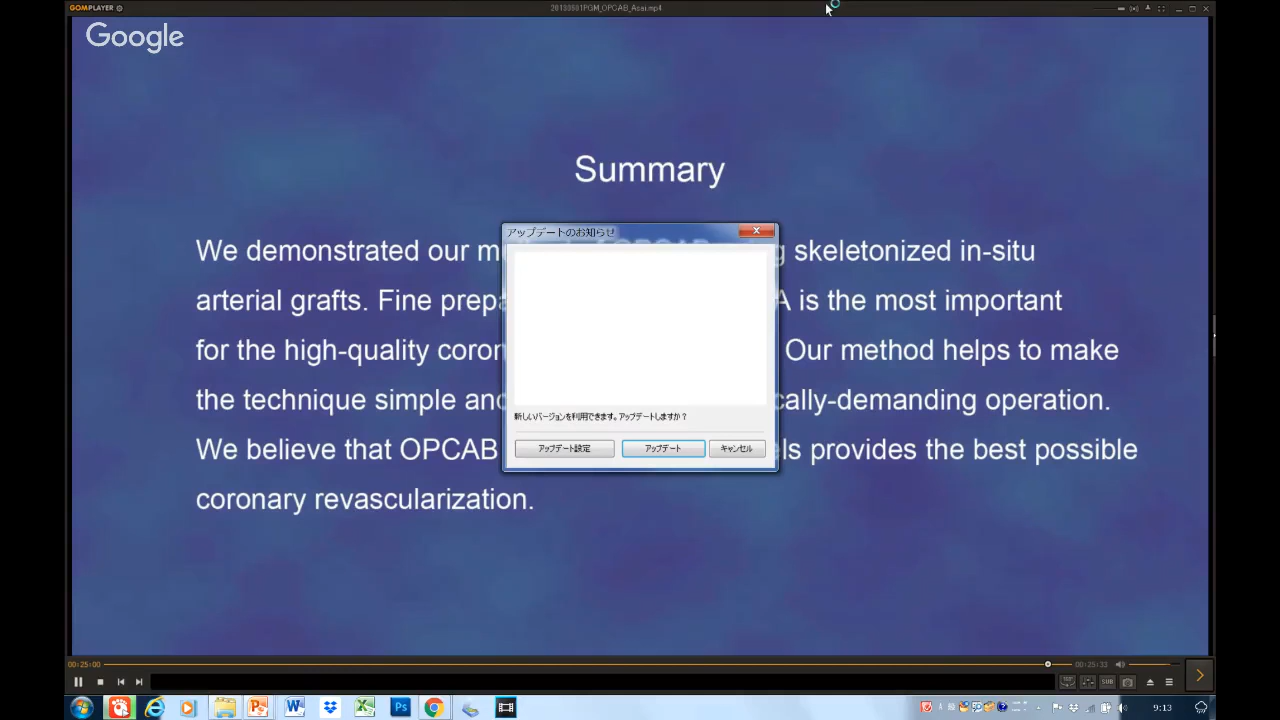 GOMPLAYER
20130601PGM_OPCAB_Asai.mp4
Google
Summary
アップデートのお知らせ
We demonstrated our m
skeletonized in-situ
arterial grafts. Fine prepa
A is the most important
for the high-quality coron
Our method helps to make
the technique simple and
cally-demanding operation.
We believe that OPCAB
ls provides the best possible
coronary revascularization.
新しいバージョンを利用できます。アップデートしますか？
アップデート設定
アップデート
キャンセル
00:25:00
00:25:33
SUB
9:13